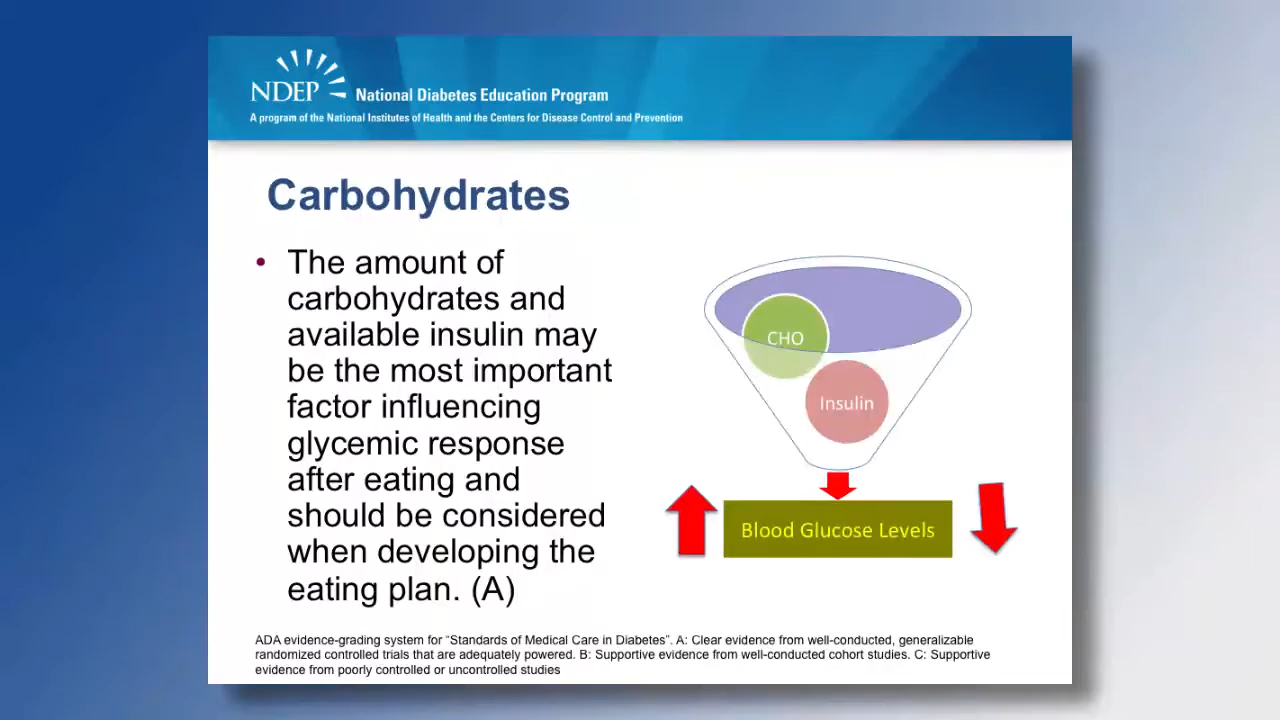 NDEP National Diabetes Education Program
A program of the National Institutes of Health and the Centers for Disease Control and Prevention
Carbohydrates
• The amount of
carbohydrates and
available insulin may
be the most important
factor influencing
glycemic response
after eating and
should be considered
when developing the
eating plan. (A)
CHO
Insulin
Blood Glucose Levels
ADA evidence-grading system for “Standards of Medical Care in Diabetes”. A: Clear evidence from well-conducted, generalizable
randomized controlled trials that are adequately powered. B: Supportive evidence from well-conducted cohort studies. C: Supportive
evidence from poorly controlled or uncontrolled studies